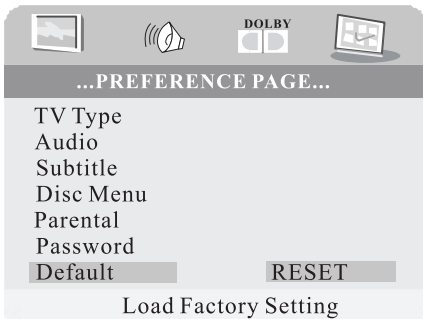 DOLBY
...PREFERENCE PAGE...
TV Type
Audio
Subtitle
Disc Menu
Parental
Password
Default RESET
Load Factory Setting